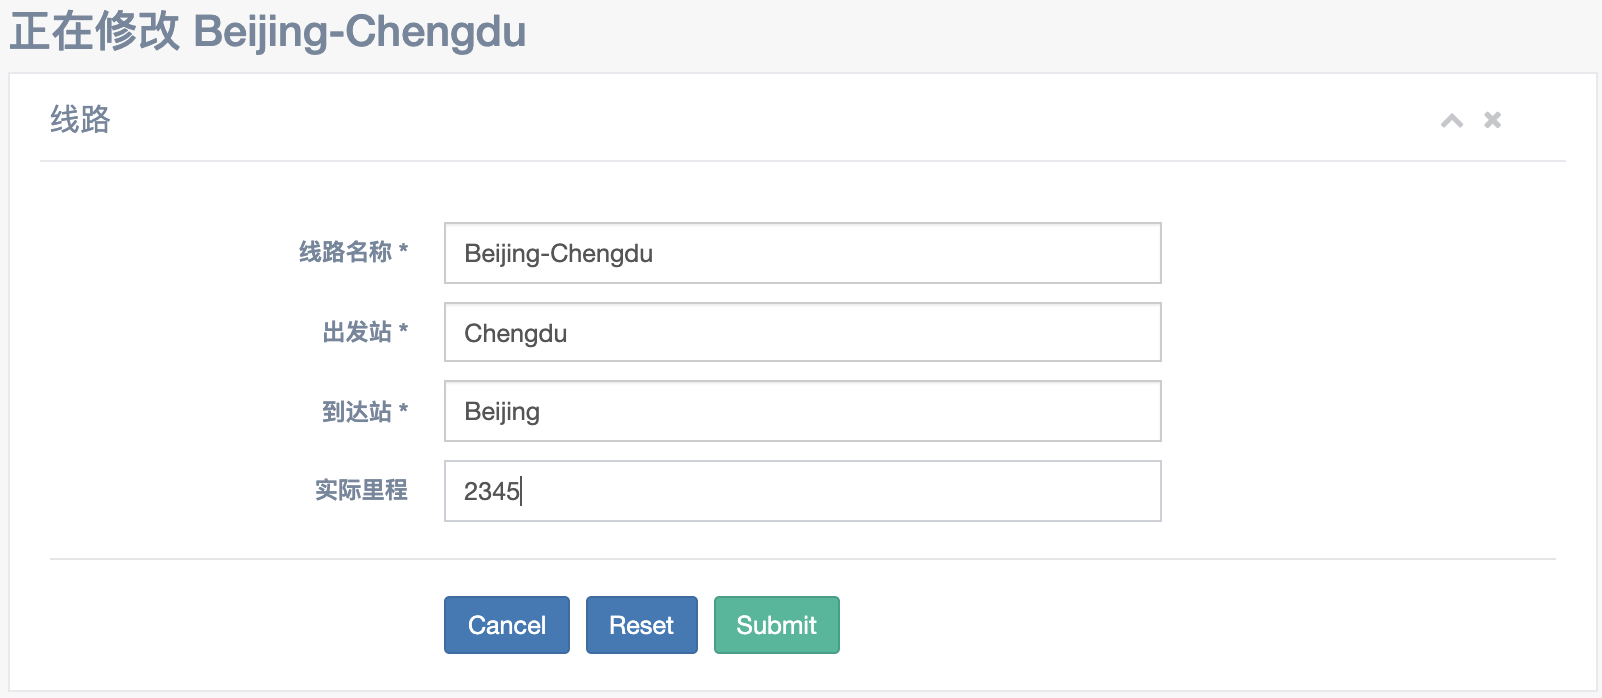 正在修改 Beijing-Chengdu
线路
线路名称 * Beijing-Chengdu
出发站 * Chengdu
到达站 * Beijing
实际里程 2345
Cancel Reset Submit